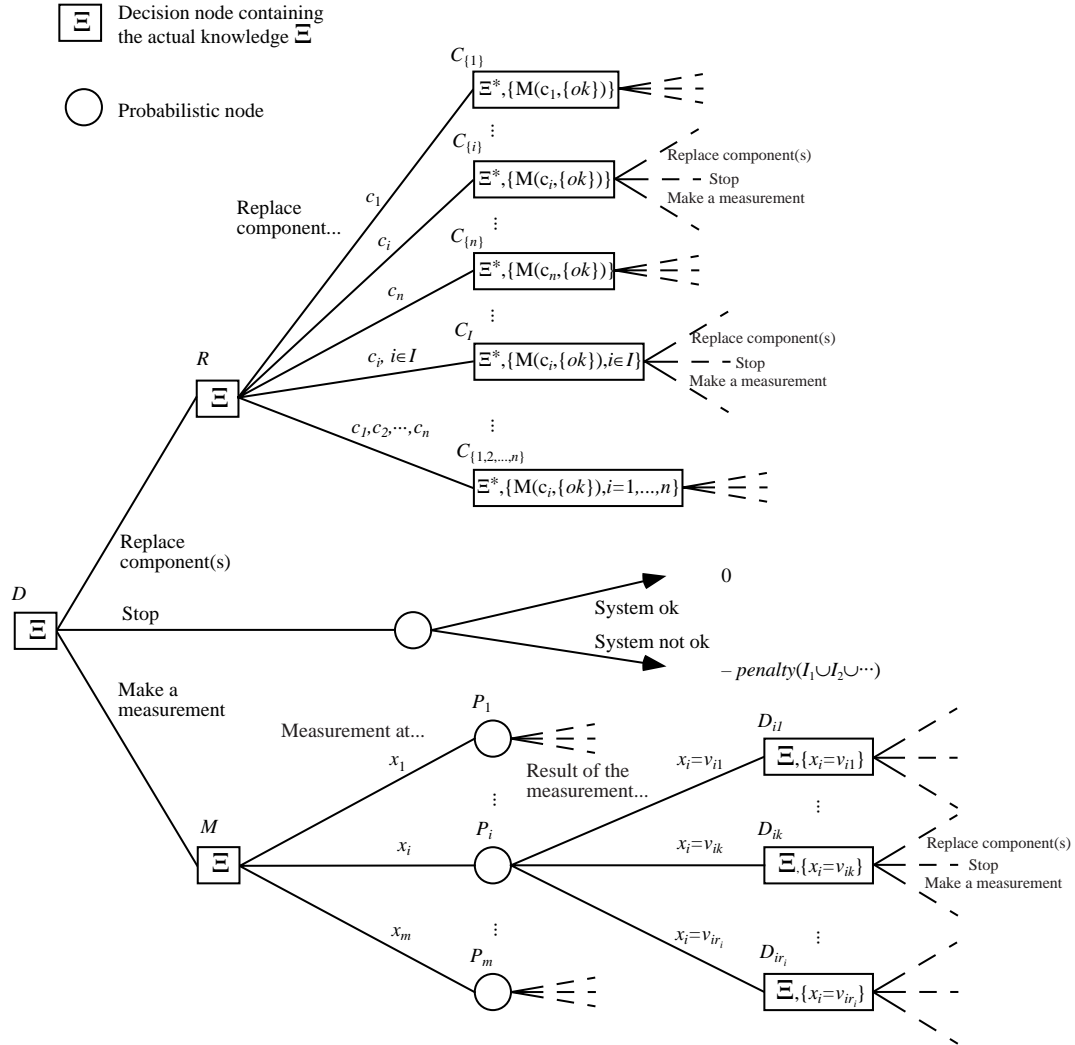 Ξ
Decision node containing
the actual knowledge Ξ
Probabilistic node
C{1}
Ξ*,{M(c1,{ok})}
⋮
C{i}
Ξ*,{M(ci,{ok})}
Replace component(s)
Stop
Make a measurement
⋮
C{n}
Ξ*,{M(cn,{ok})}
⋮
CI
Ξ*,{M(ci,{ok}),i∈I}
Replace component(s)
Stop
Make a measurement
⋮
C{1,2,...,n}
Ξ*,{M(ci,{ok}),i=1,...,n}
Replace
component...
c1
ci
cn
ci, i∈I
c1,c2,···,cn
R
Ξ
Replace
component(s)
D
Ξ
Stop
System ok
0
System not ok
– penalty(I1∪I2∪···)
Make a
measurement
M
Ξ
Measurement at...
x1
xi
xm
P1
Result of the
measurement...
⋮
Pi
⋮
Pm
xi=vi1
xi=vik
xi=viri
Di1
Ξ,{xi=vi1}
⋮
Dik
Ξ,{xi=vik}
Replace component(s)
Stop
Make a measurement
⋮
Diri
Ξ,{xi=viri}